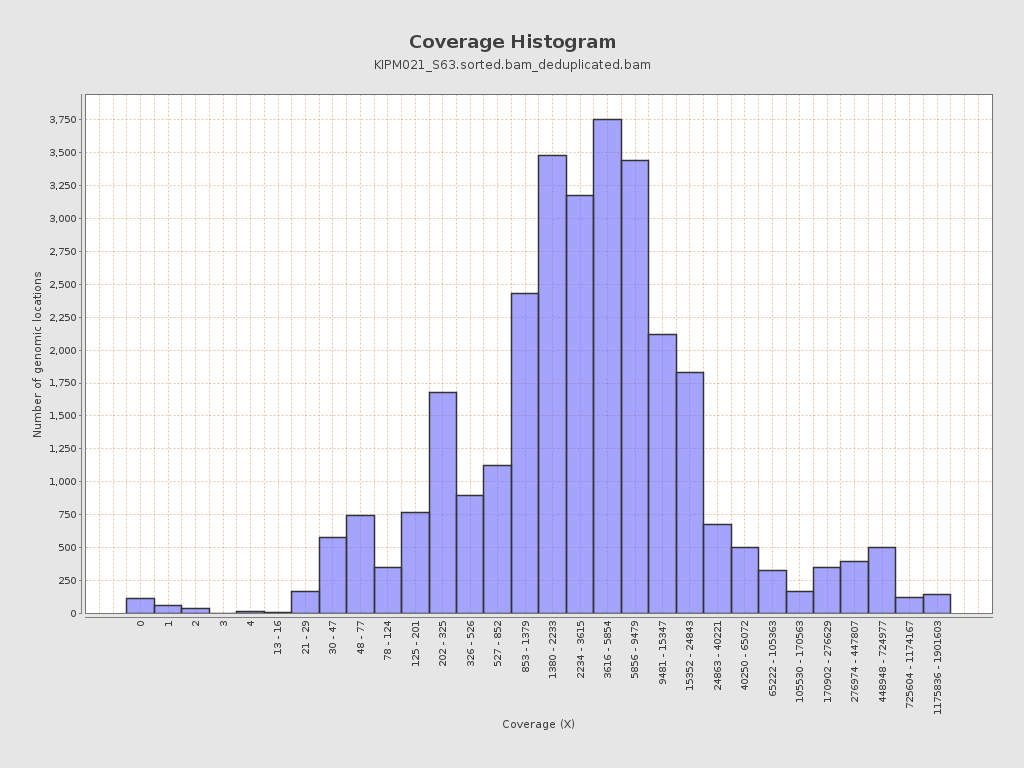 Coverage Histogram
KIPM021_S63.sorted.bam_deduplicated.bam
Number of genomic locations
3,750
3,500
3,250
3,000
2,750
2,500
2,250
2,000
1,750
1,500
1,250
1,000
750
500
250
0
0
1
2
3
4
13 - 16
21 - 29
30 - 47
48 - 77
78 - 124
125 - 201
202 - 325
326 - 526
527 - 852
853 - 1379
1380 - 2233
2234 - 3615
3616 - 5854
5856 - 9479
9481 - 15347
15352 - 24843
24863 - 40221
40250 - 65072
65222 - 105363
105530 - 170563
170902 - 276629
276974 - 447807
448948 - 724977
725604 - 1174167
1175836 - 1901603
Coverage (X)